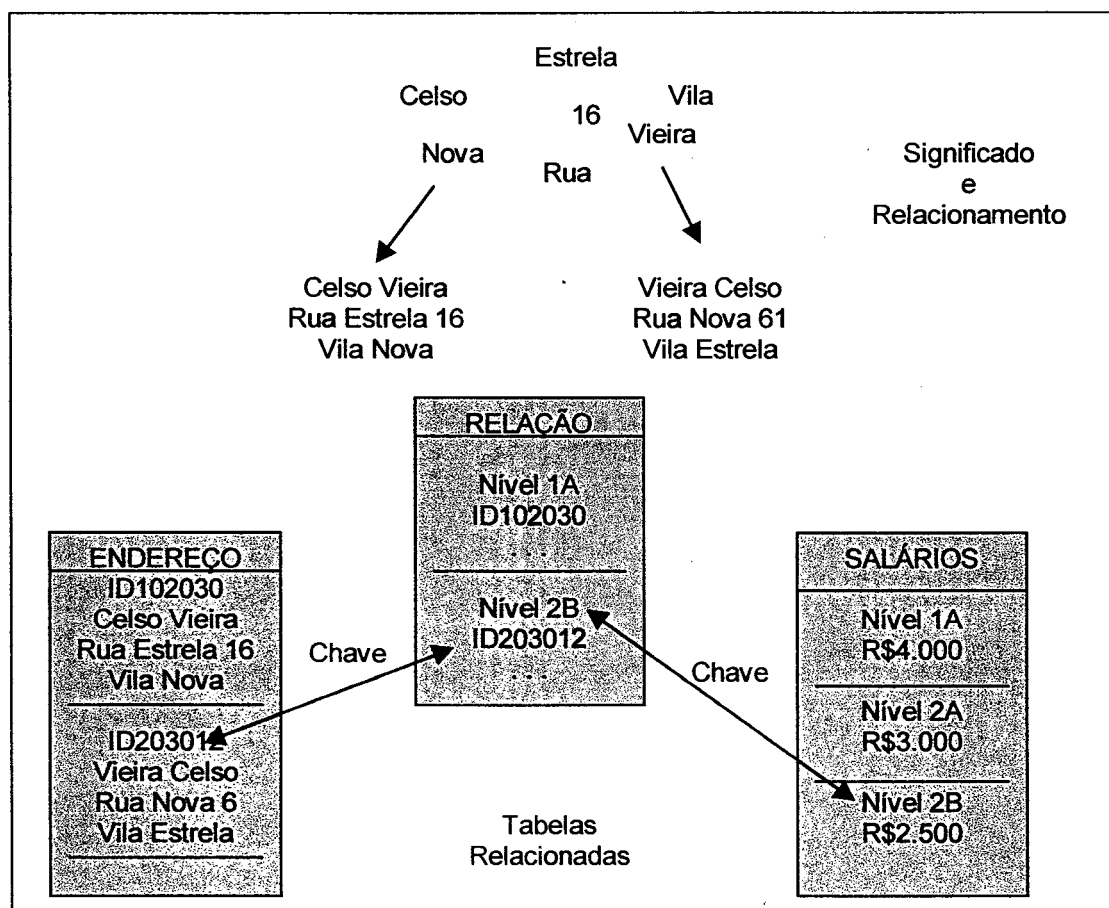 Estrela
Celso
Vila
16
Vieira
Nova
Rua
Significado
e
Relacionamento
Celso Vieira
Rua Estrela 16
Vila Nova
Vieira Celso
Rua Nova 61
Vila Estrela
RELAÇÃO
Nível 1A
ID102030
. . .
Nível 2B
ID203012
. . .
ENDEREÇO
ID102030
Celso Vieira
Rua Estrela 16
Vila Nova
ID203012
Vieira Celso
Rua Nova 6
Vila Estrela
Chave
Chave
SALÁRIOS
Nível 1A
R$4.000
Nível 2A
R$3.000
Nível 2B
R$2.500
Tabelas
Relacionadas